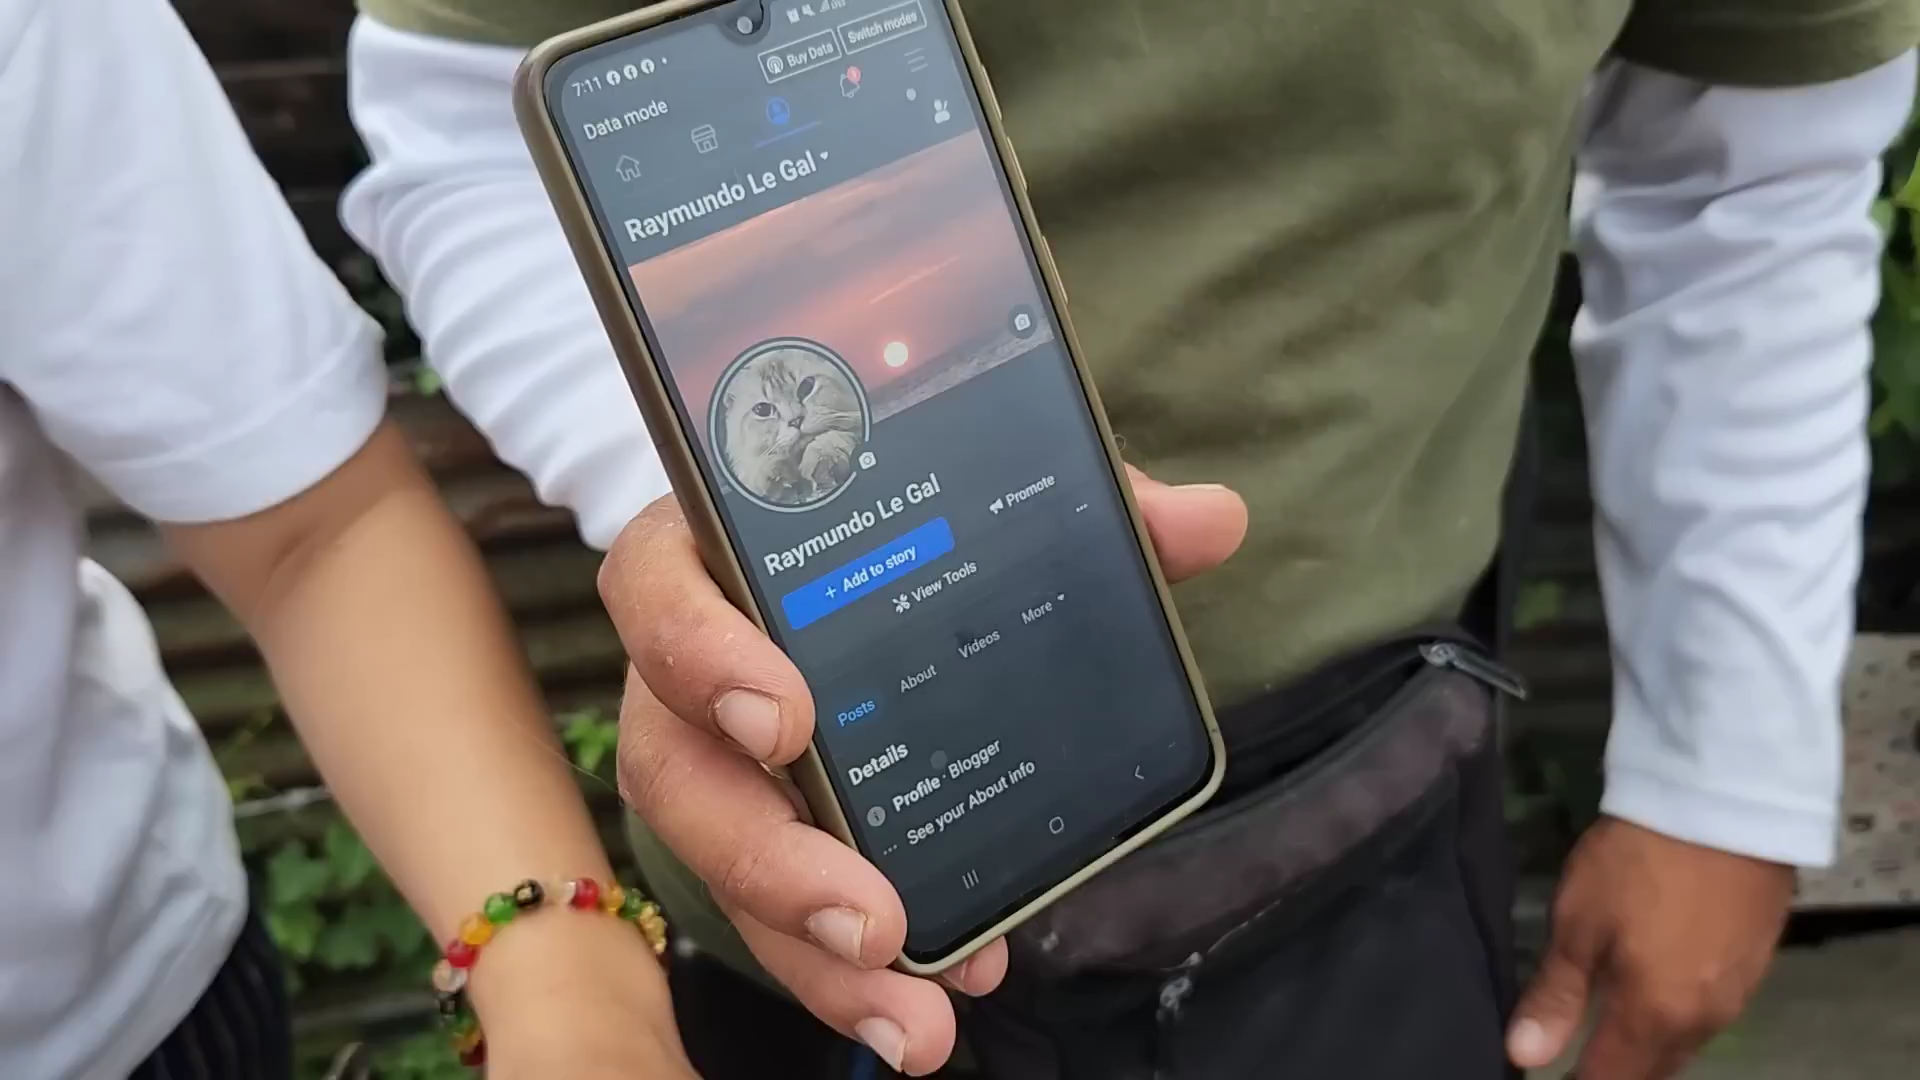 7:11
Buy Data
Switch modes
Data mode
1
Raymundo Le Gal
Raymundo Le Gal
+ Add to story
Promote
View Tools
Posts
About
Videos
More
Details
Profile · Blogger
See your About info